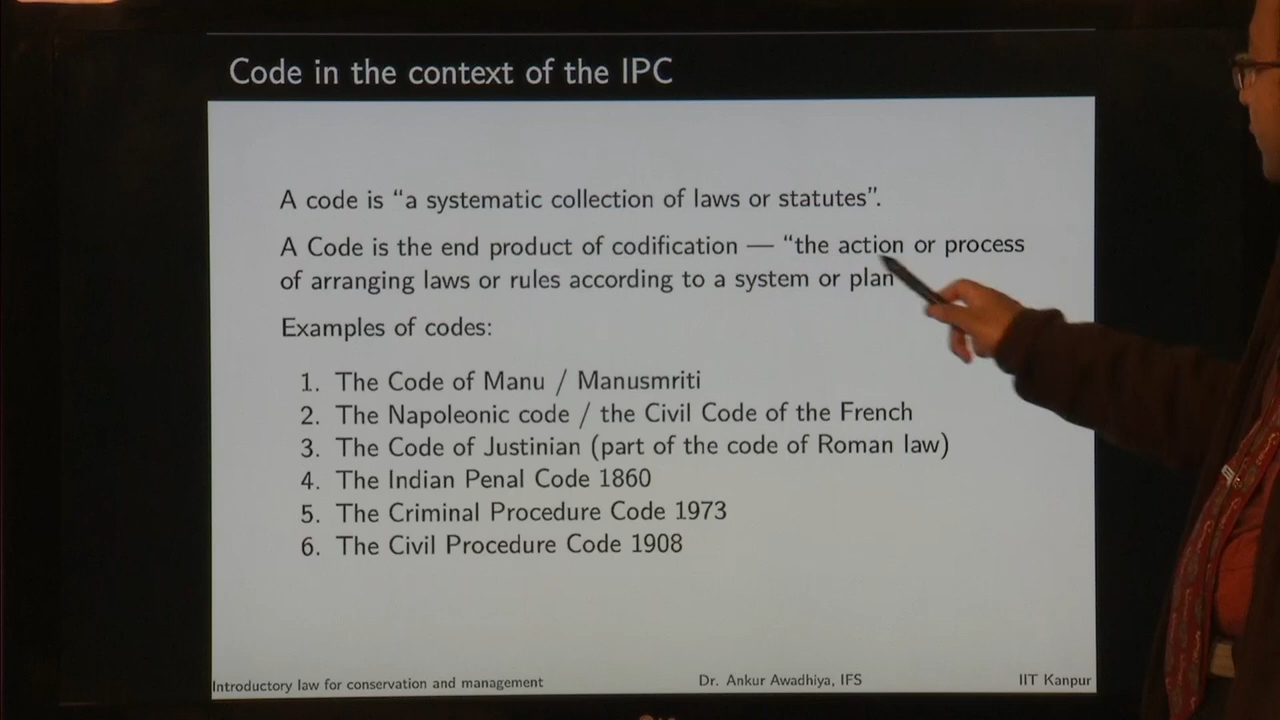 Code in the context of the IPC
A code is “a systematic collection of laws or statutes”.
A Code is the end product of codification — “the action or process
of arranging laws or rules according to a system or plan
Examples of codes:
1. The Code of Manu / Manusmriti
2. The Napoleonic code / the Civil Code of the French
3. The Code of Justinian (part of the code of Roman law)
4. The Indian Penal Code 1860
5. The Criminal Procedure Code 1973
6. The Civil Procedure Code 1908
Introductory law for conservation and management Dr. Ankur Awadhiya, IFS IIT Kanpur